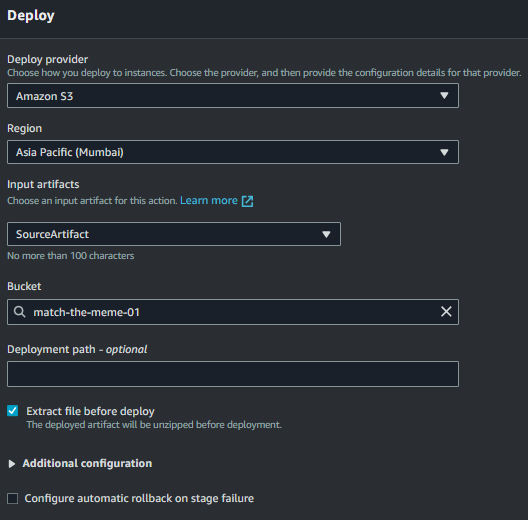 Deploy
Deploy provider
Choose how you deploy to instances. Choose the provider, and then provide the configuration details for that provider.
Amazon S3
Region
Asia Pacific (Mumbai)
Input artifacts
Choose an input artifact for this action. Learn more
SourceArtifact
No more than 100 characters
Bucket
match-the-meme-01
Deployment path - optional
Extract file before deploy
The deployed artifact will be unzipped before deployment.
Additional configuration
Configure automatic rollback on stage failure